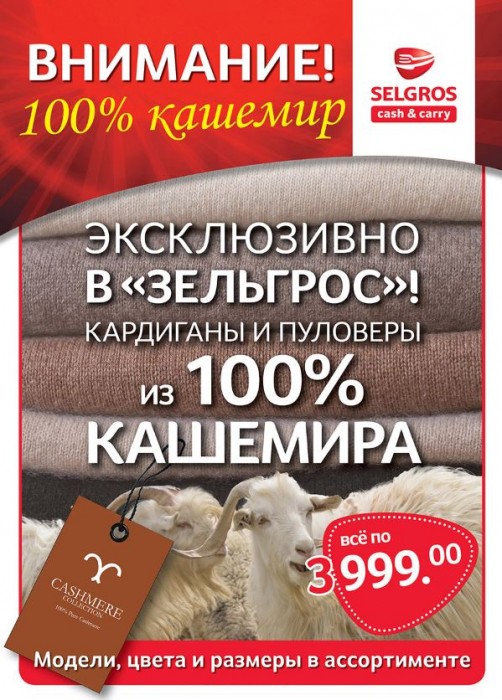 ВНИМАНИЕ!
100% кашемир
SELGROS
cash & carry
ЭКСКЛЮЗИВНО
В «ЗЕЛЬГРОС»!
КАРДИГАНЫ И ПУЛОВЕРЫ
из 100%
КАШЕМИРА
всё по
3 999.00
CASHMERE
COLLECTION
100% Pure Cashmere
Модели, цвета и размеры в ассортименте